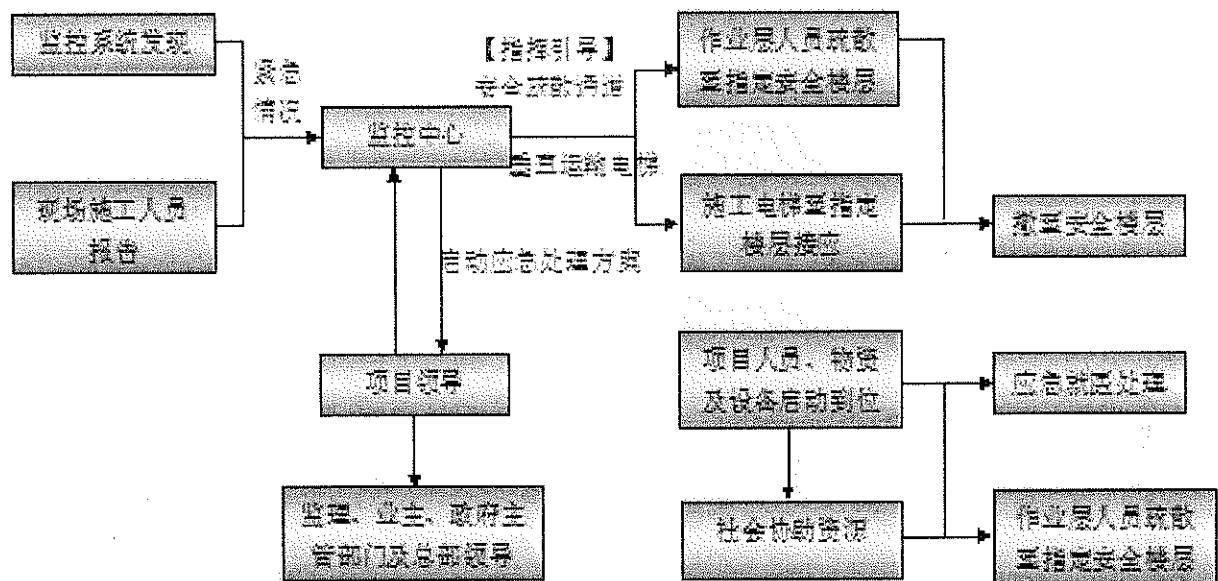 监控系统发现
现场施工人员
报告
紧急
情况
监控中心
【指挥引导】
安全疏散通道
垂直运输电梯
启动应急处理方案
项目领导
监理、业主、政府主
管部门及总部领导
作业层人员疏散
至指定安全楼层
施工电梯至指定
楼层接应
撤至安全楼层
项目人员、物资
及设备启动到位
社会协助资源
应急就医处理
作业层人员疏散
至指定安全楼层